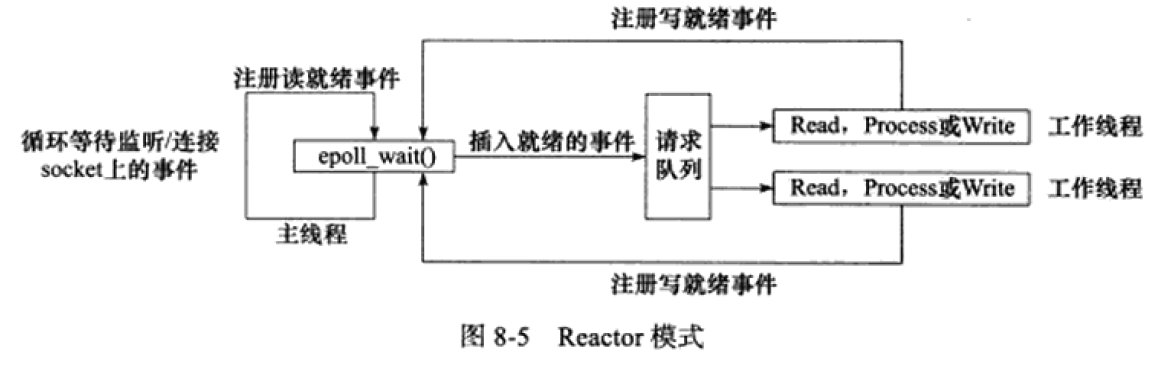 注册写就绪事件
注册读就绪事件
循环等待监听/连接
socket上的事件
epoll_wait()
插入就绪的事件
请求
队列
Read，Process或Write
工作线程
Read，Process或Write
工作线程
主线程
注册写就绪事件
图 8-5 Reactor 模式